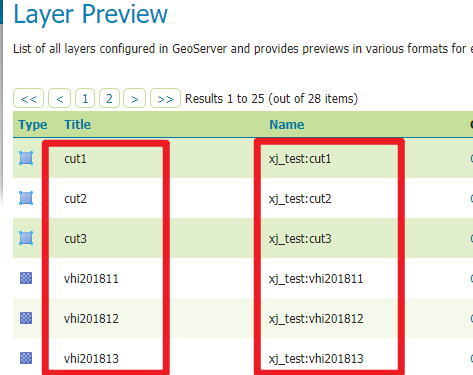 Layer Preview
List of all layers configured in GeoServer and provides previews in various formats for
<< < 1 2 > >> Results 1 to 25 (out of 28 items)
Type Title Name
cut1 xj_test:cut1
cut2 xj_test:cut2
cut3 xj_test:cut3
vhi201811 xj_test:vhi201811
vhi201812 xj_test:vhi201812
vhi201813 xj_test:vhi201813